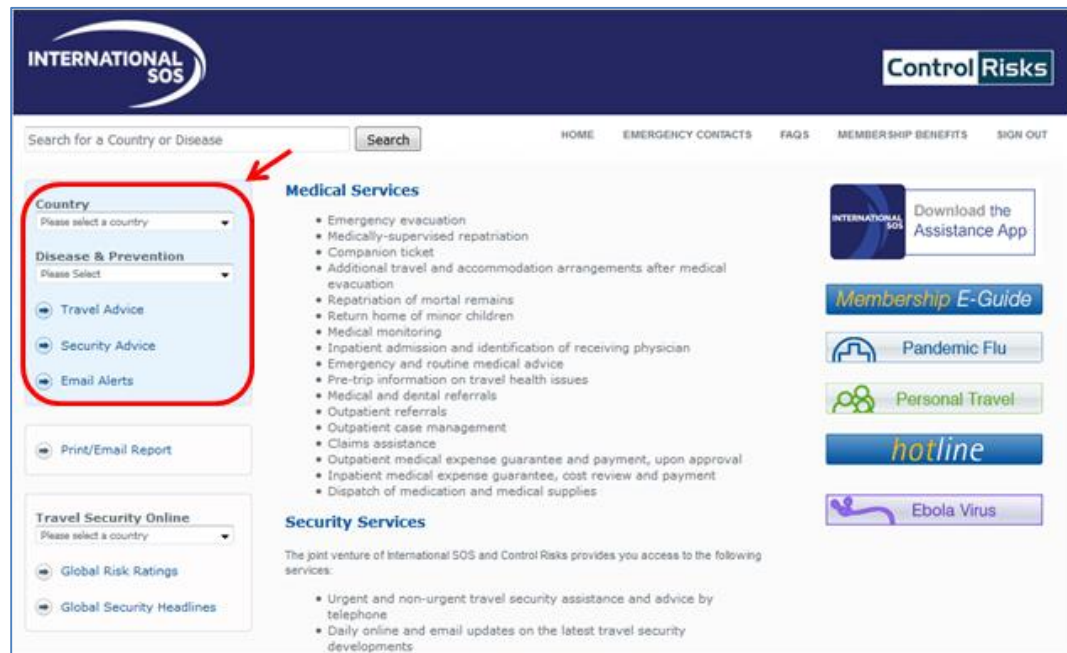 INTERNATIONAL
SOS
Control Risks
Search for a Country or Disease
Search
HOME
EMERGENCY CONTACTS
FAQS
MEMBERSHIP BENEFITS
SIGN OUT
Country
Please select a country
Disease & Prevention
Please Select
Travel Advice
Security Advice
Email Alerts
Print/Email Report
Travel Security Online
Please select a country
Global Risk Ratings
Global Security Headlines
Medical Services
• Emergency evacuation
• Medically-supervised repatriation
• Companion ticket
• Additional travel and accommodation arrangements after medical
evacuation
• Repatriation of mortal remains
• Return home of minor children
• Medical monitoring
• Inpatient admission and identification of receiving physician
• Emergency and routine medical advice
• Pre-trip information on travel health issues
• Medical and dental referrals
• Outpatient referrals
• Outpatient case management
• Claims assistance
• Outpatient medical expense guarantee and payment, upon approval
• Inpatient medical expense guarantee, cost review and payment
• Dispatch of medication and medical supplies
Security Services
The joint venture of International SOS and Control Risks provides you access to the following
services:
• Urgent and non-urgent travel security assistance and advice by
telephone
• Daily online and email updates on the latest travel security
developments
INTERNATIONAL
SOS
Download the
Assistance App
Membership E-Guide
Pandemic Flu
Personal Travel
hotline
Ebola Virus